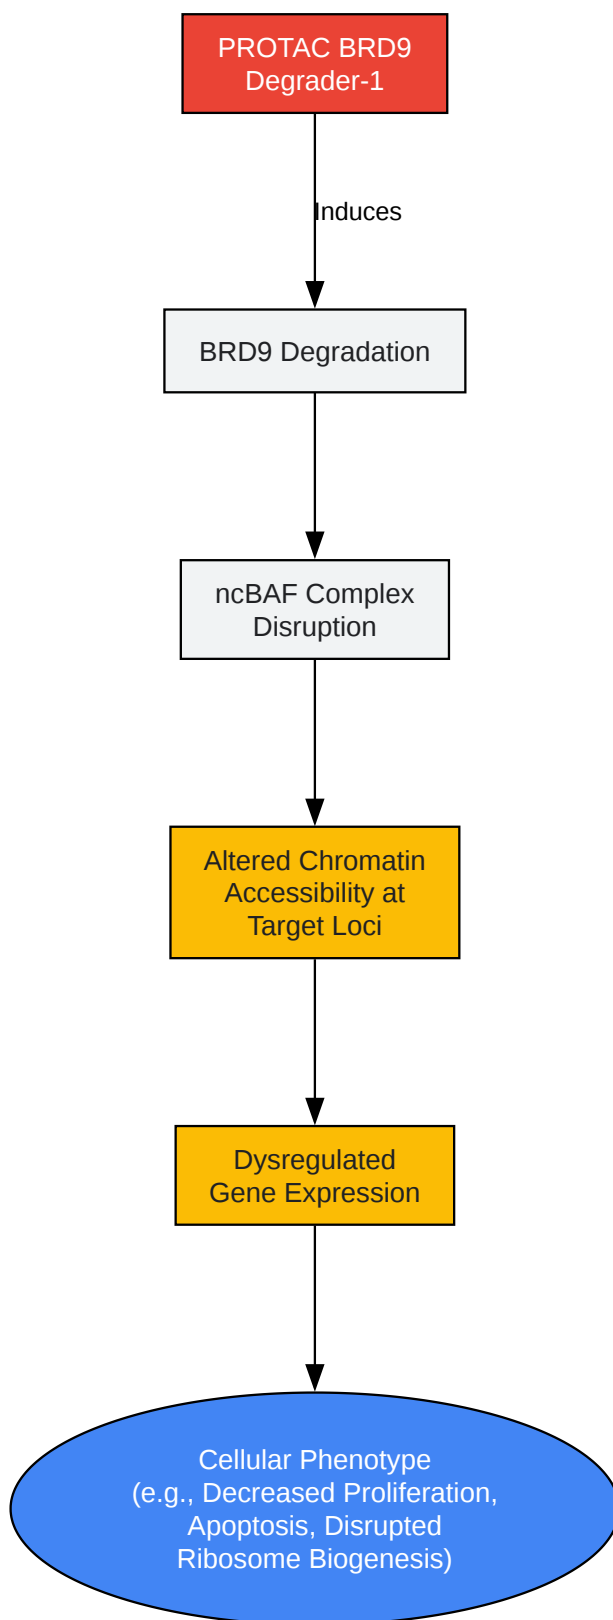 PROTAC BRD9
Degrader-1
Induces
BRD9 Degradation
ncBAF Complex
Disruption
Altered Chromatin
Accessibility at
Target Loci
Dysregulated
Gene Expression
Cellular Phenotype
(e.g., Decreased Proliferation,
Apoptosis, Disrupted
Ribosome Biogenesis)